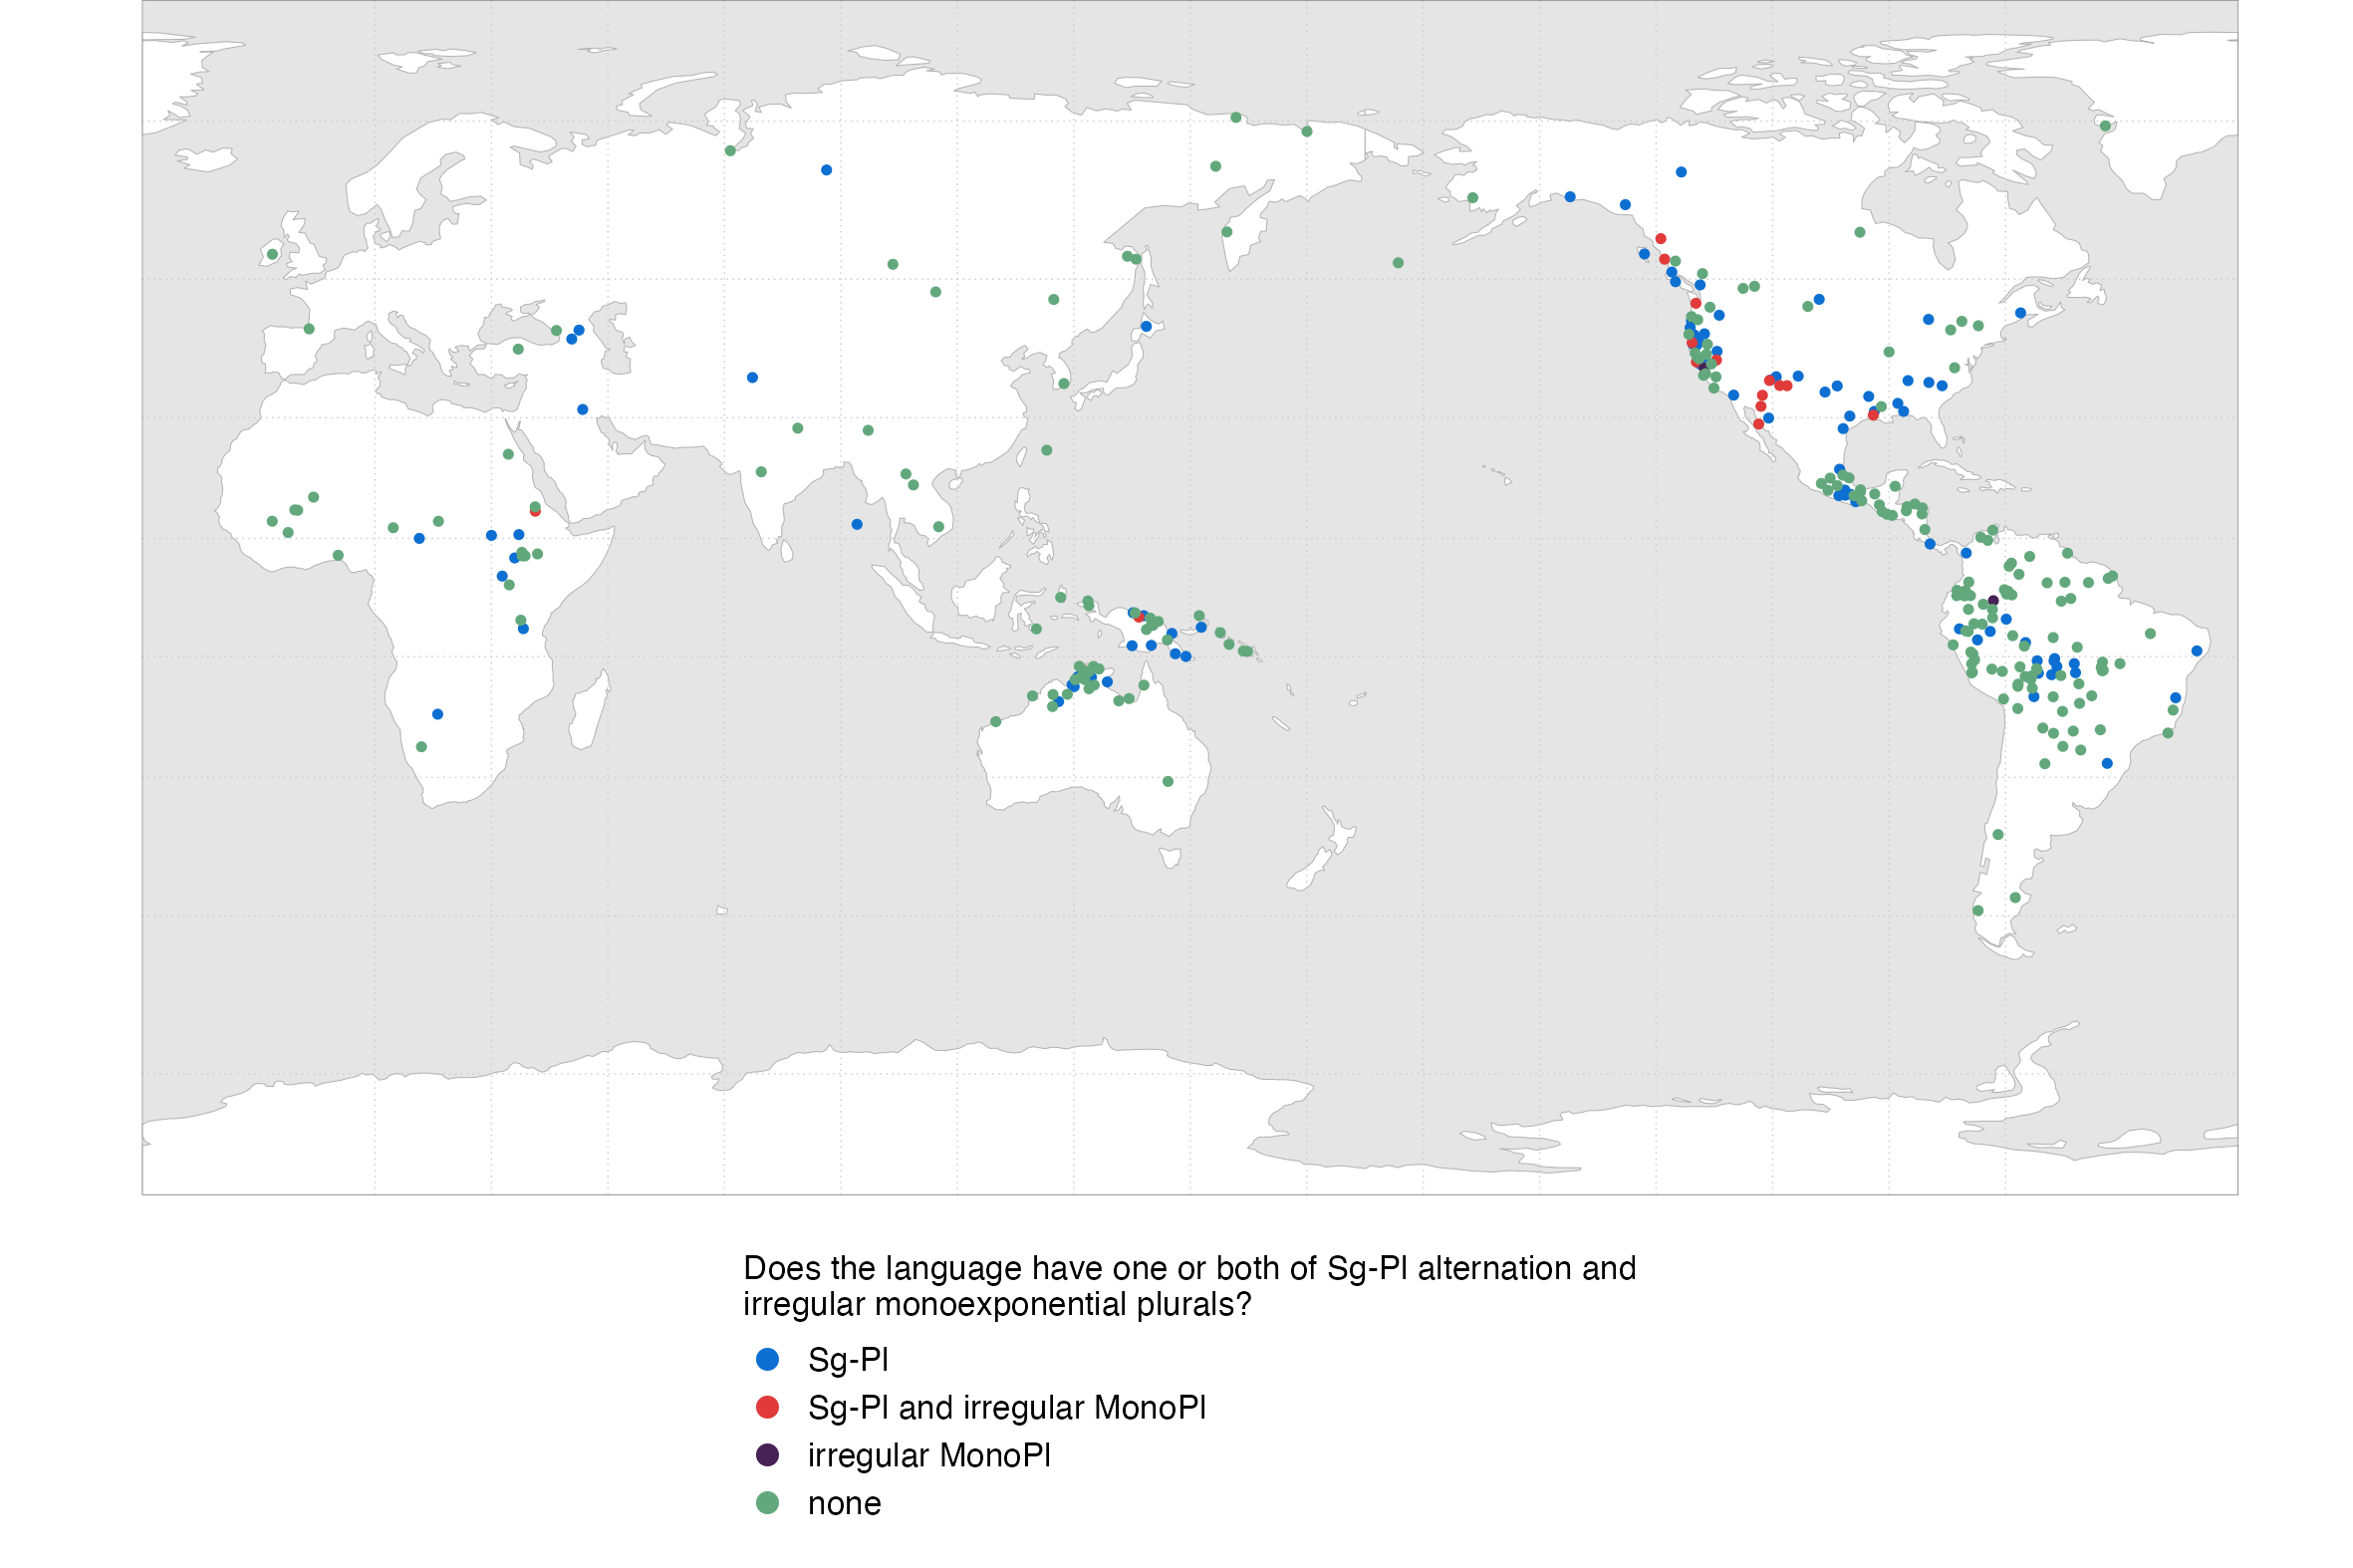 Does the language have one or both of Sg-Pl alternation and
irregular monoexponential plurals?
Sg-Pl
Sg-Pl and irregular MonoPl
irregular MonoPl
none